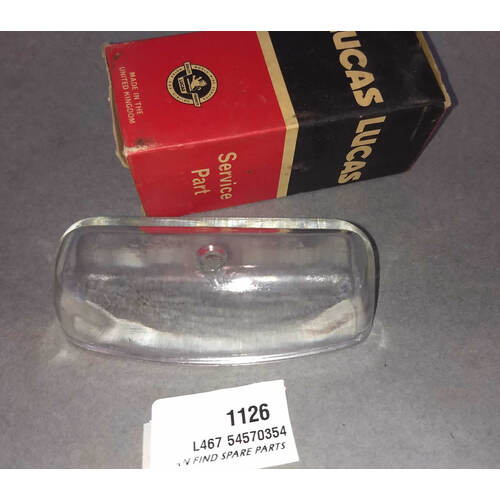 MADE IN THE
UNITED KINGDOM
Service
Part
LUCAS LUCAS
1126
L467 54570354
FIND SPARE PARTS